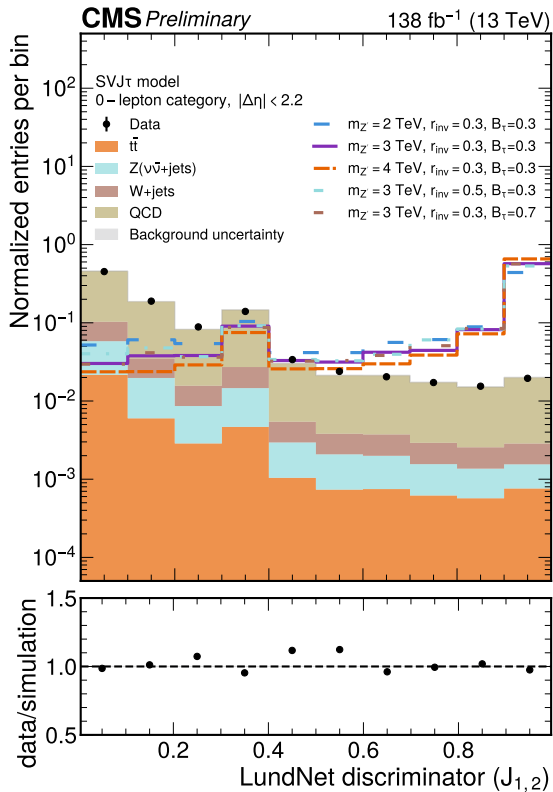 CMS Preliminary 138 fb⁻¹ (13 TeV)
Normalized entries per bin
10²
10¹
10⁰
10⁻¹
10⁻²
10⁻³
10⁻⁴
SVJτ model
0−lepton category, |Δη| < 2.2
Data
tt̄
Z(νν̄+jets)
W+jets
QCD
Background uncertainty
m_Z′ = 2 TeV, r_inv = 0.3, B_τ=0.3
m_Z′ = 3 TeV, r_inv = 0.3, B_τ=0.3
m_Z′ = 4 TeV, r_inv = 0.3, B_τ=0.3
m_Z′ = 3 TeV, r_inv = 0.5, B_τ=0.3
m_Z′ = 3 TeV, r_inv = 0.3, B_τ=0.7
data/simulation
1.5
1.0
0.5
0.2 0.4 0.6 0.8 1.0
LundNet discriminator (J₁,₂)